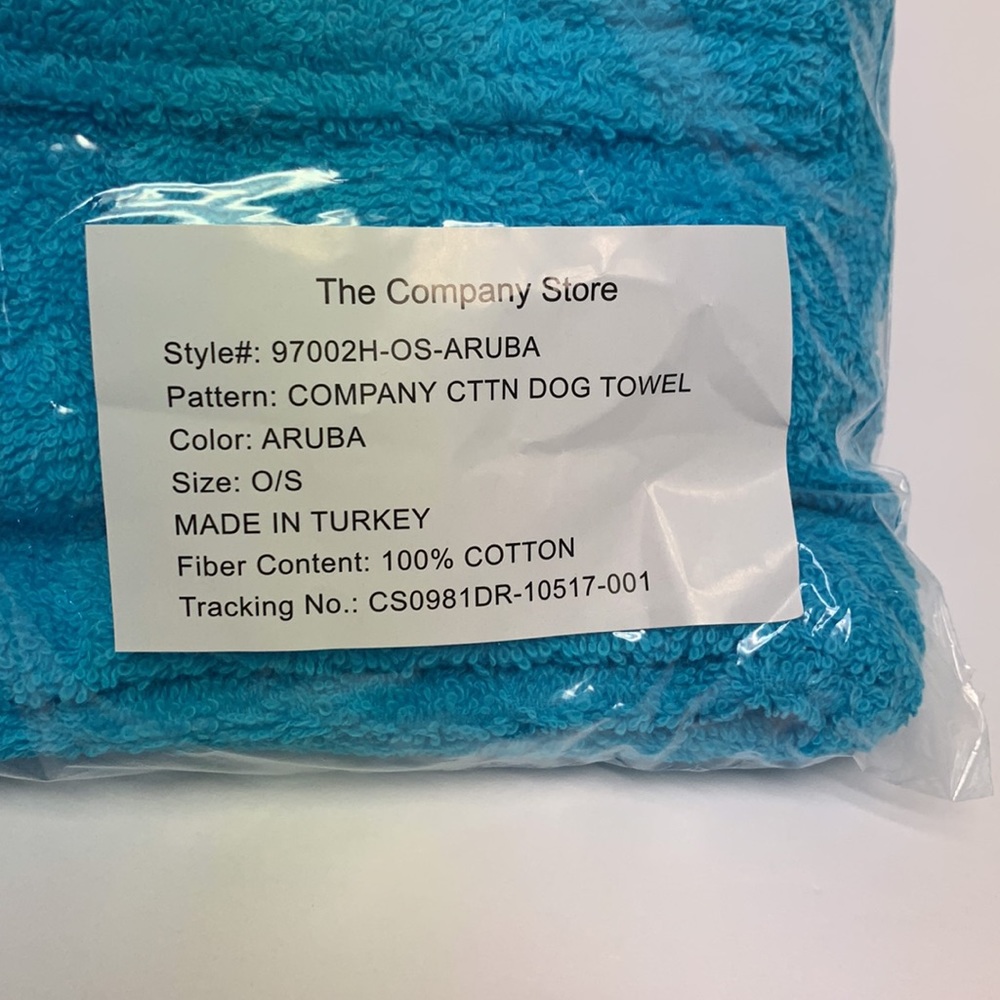 The Company Store
Style#: 97002H-OS-ARUBA
Pattern: COMPANY CTTN DOG TOWEL
Color: ARUBA
Size: O/S
MADE IN TURKEY
Fiber Content: 100% COTTON
Tracking No.: CS0981DR-10517-001